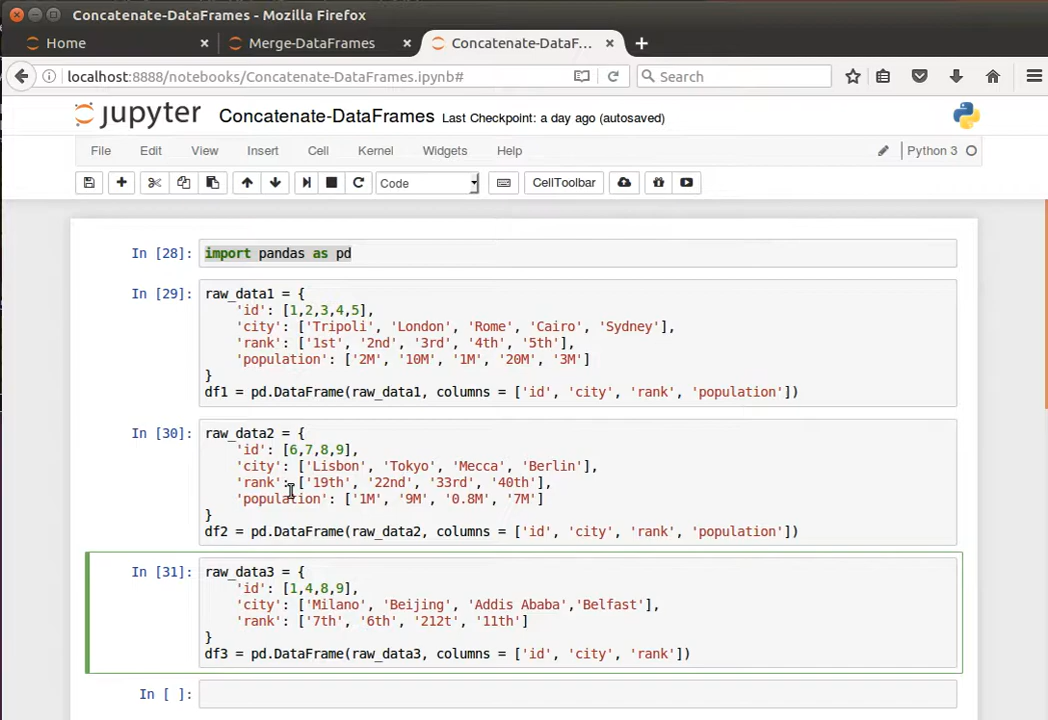 Concatenate-DataFrames - Mozilla Firefox
Home Merge-DataFrames Concatenate-DataF...
localhost:8888/notebooks/Concatenate-DataFrames.ipynb# Search
jupyter Concatenate-DataFrames Last Checkpoint: a day ago (autosaved)
File Edit View Insert Cell Kernel Widgets Help Python 3
Code CellToolbar
In [28]: import pandas as pd
In [29]: raw_data1 = {
'id': [1,2,3,4,5],
'city': ['Tripoli', 'London', 'Rome', 'Cairo', 'Sydney'],
'rank': ['1st', '2nd', '3rd', '4th', '5th'],
'population': ['2M', '10M', '1M', '20M', '3M']
}
df1 = pd.DataFrame(raw_data1, columns = ['id', 'city', 'rank', 'population'])
In [30]: raw_data2 = {
'id': [6,7,8,9],
'city': ['Lisbon', 'Tokyo', 'Mecca', 'Berlin'],
'rank': ['19th', '22nd', '33rd', '40th'],
'population': ['1M', '9M', '0.8M', '7M']
}
df2 = pd.DataFrame(raw_data2, columns = ['id', 'city', 'rank', 'population'])
In [31]: raw_data3 = {
'id': [1,4,8,9],
'city': ['Milano', 'Beijing', 'Addis Ababa','Belfast'],
'rank': ['7th', '6th', '212t', '11th']
}
df3 = pd.DataFrame(raw_data3, columns = ['id', 'city', 'rank'])
In [ ]: